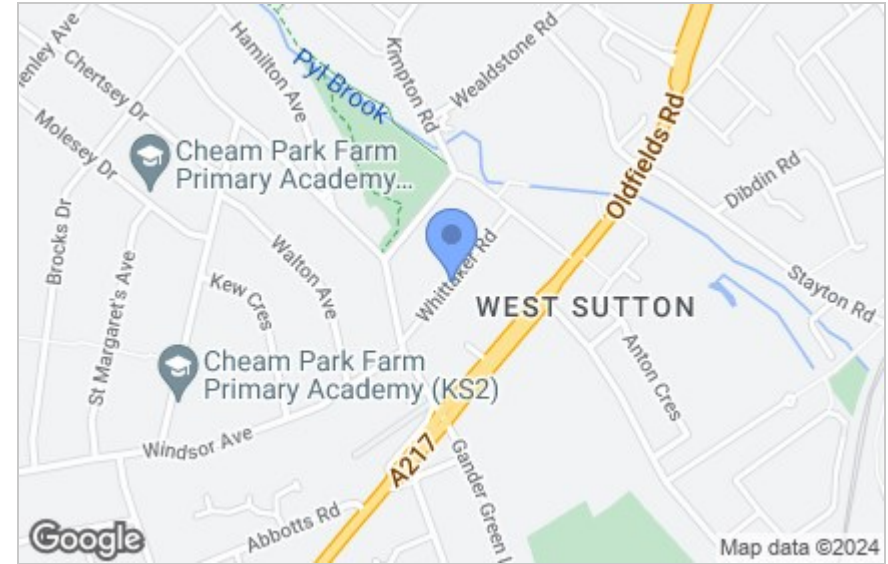 Henley Ave
Chertsey Dr
Hamilton Ave
Pyl Brook
Kimpton Rd
Wealdstone Rd
Molesey Dr
Cheam Park Farm
Primary Academy...
Oldfields Rd
Dibdin Rd
Brocks Dr
St Margaret's Ave
Walton Ave
Kew Cres
Whittaker Rd
WEST SUTTON
Stayton Rd
Anton Cres
Cheam Park Farm
Primary Academy (KS2)
Windsor Ave
A217
Gander Green L
Abbotts Rd
Google
Map data ©2024